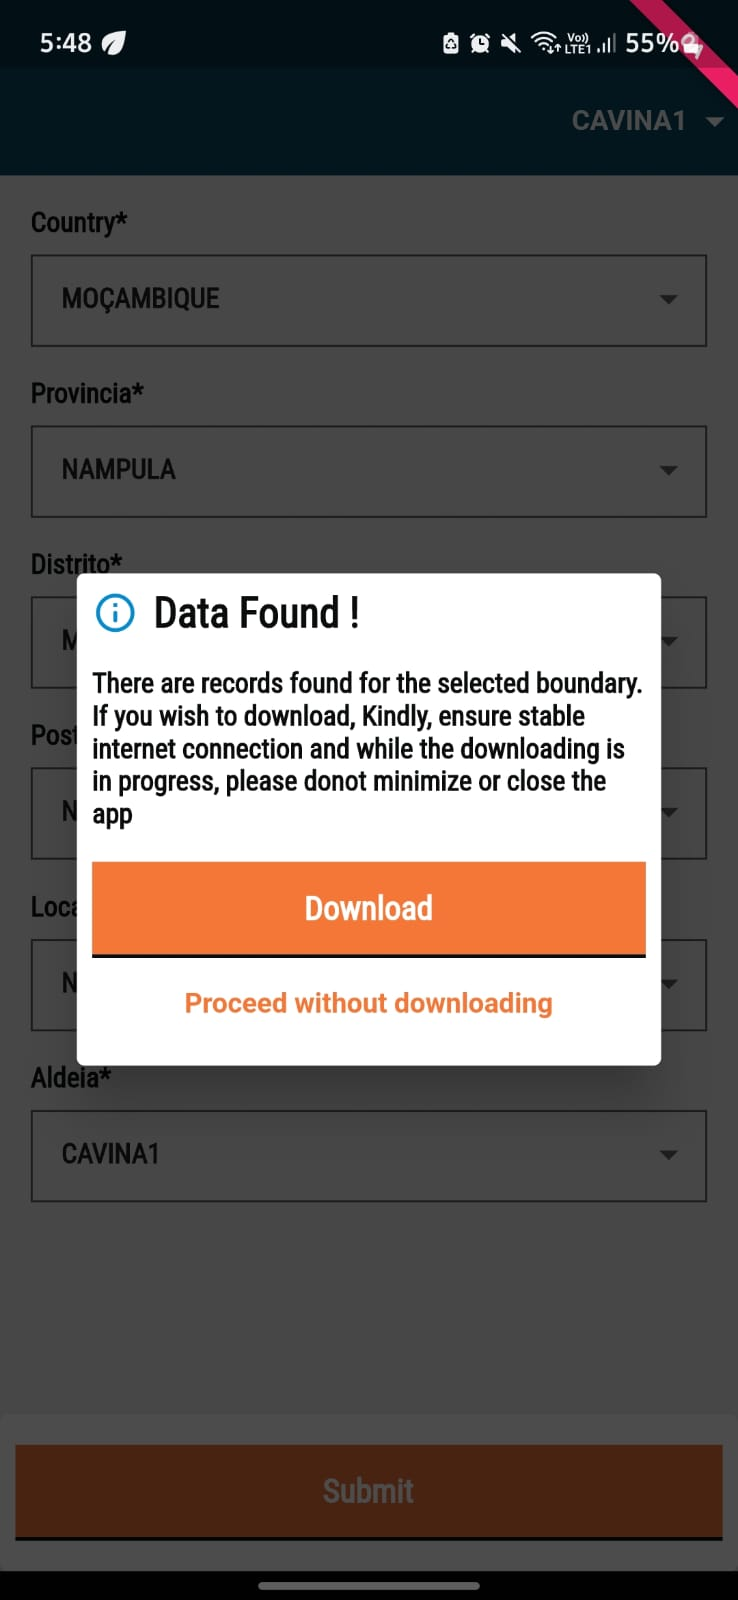 5:48
Vo))
LTE1
55%
CAVINA1
Country*
MOÇAMBIQUE
Provincia*
NAMPULA
Distrito*
Data Found !
There are records found for the selected boundary.
If you wish to download, Kindly, ensure stable
internet connection and while the downloading is
in progress, please donot minimize or close the
app
Download
Proceed without downloading
Aldeia*
CAVINA1
Submit